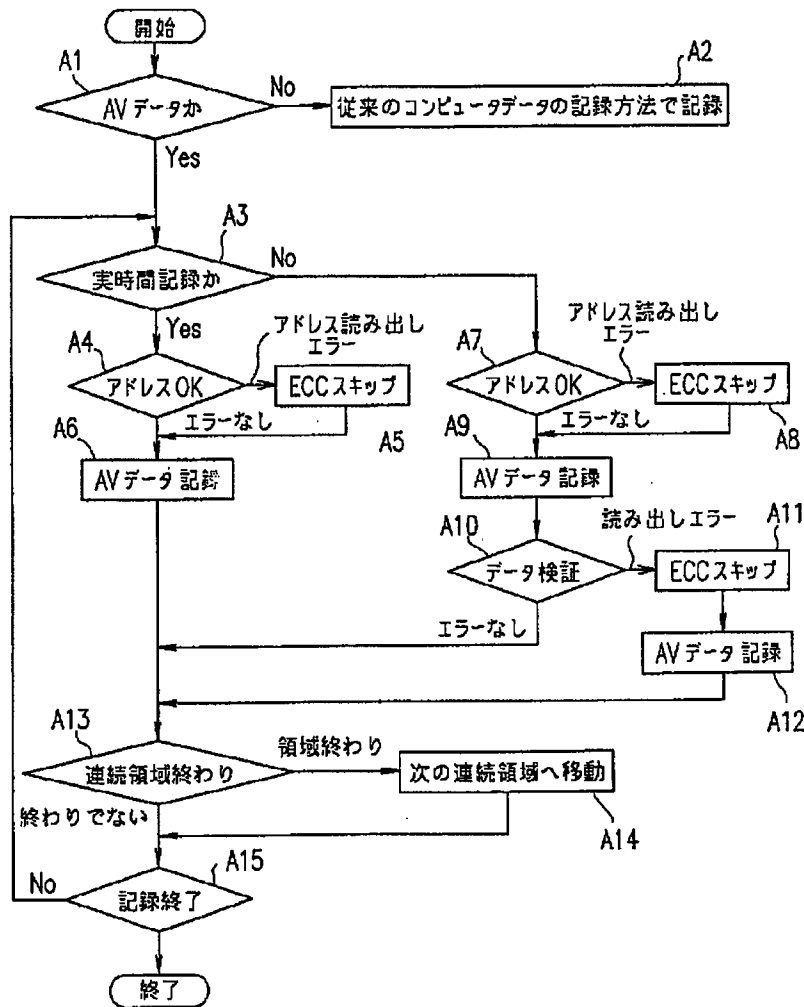 開始
A1
A2
AVデータか
No
従来のコンピュータデータの記録方法で記録
Yes
A3
実時間記録か
No
Yes
A4
アドレス読み出し
エラー
アドレスOK
ECCスキップ
エラーなし
A5
A6
AVデータ記録
A7
アドレス読み出し
エラー
アドレスOK
ECCスキップ
エラーなし
A8
A9
AVデータ記録
A10
読み出しエラー
A11
データ検証
ECCスキップ
エラーなし
AVデータ記録
A12
A13
領域終わり
連続領域終わり
次の連続領域へ移動
終わりでない
A14
A15
No
記録終了
終了